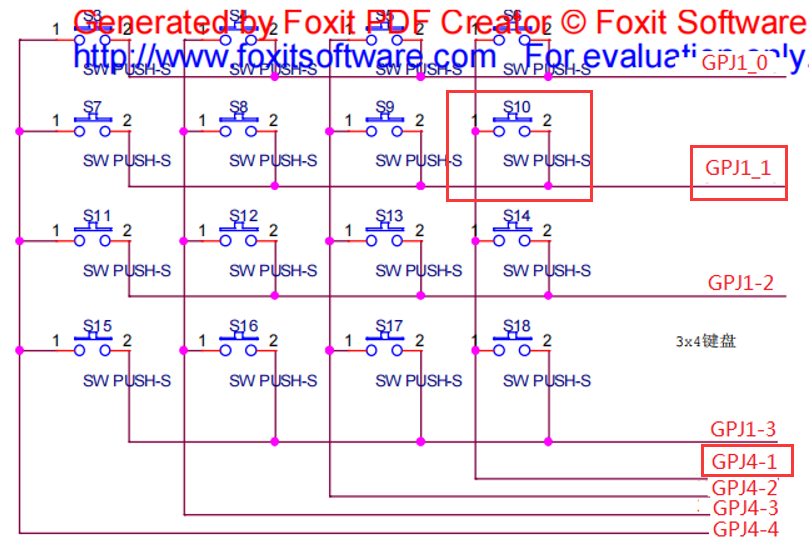 Generated by Foxit PDF Creator © Foxit Software
http://www.foxitsoftware.com For evaluation only.
1 S3 2 1 2 1 S5 2 1 S6 2
SW PUSH-S SW PUSH-S SW PUSH-S SW PUSH-S
GPJ1_0
S7 S8 S9 S10
1 2 1 2 1 2 1 2
SW PUSH-S SW PUSH-S SW PUSH-S SW PUSH-S
GPJ1_1
S11 S12 S13 S14
1 2 1 2 1 2 1 2
SW PUSH-S SW PUSH-S SW PUSH-S SW PUSH-S
GPJ1-2
S15 S16 S17 S18
1 2 1 2 1 2 1 2
3x4键盘
SW PUSH-S SW PUSH-S SW PUSH-S SW PUSH-S
GPJ1-3
GPJ4-1
GPJ4-2
GPJ4-3
GPJ4-4